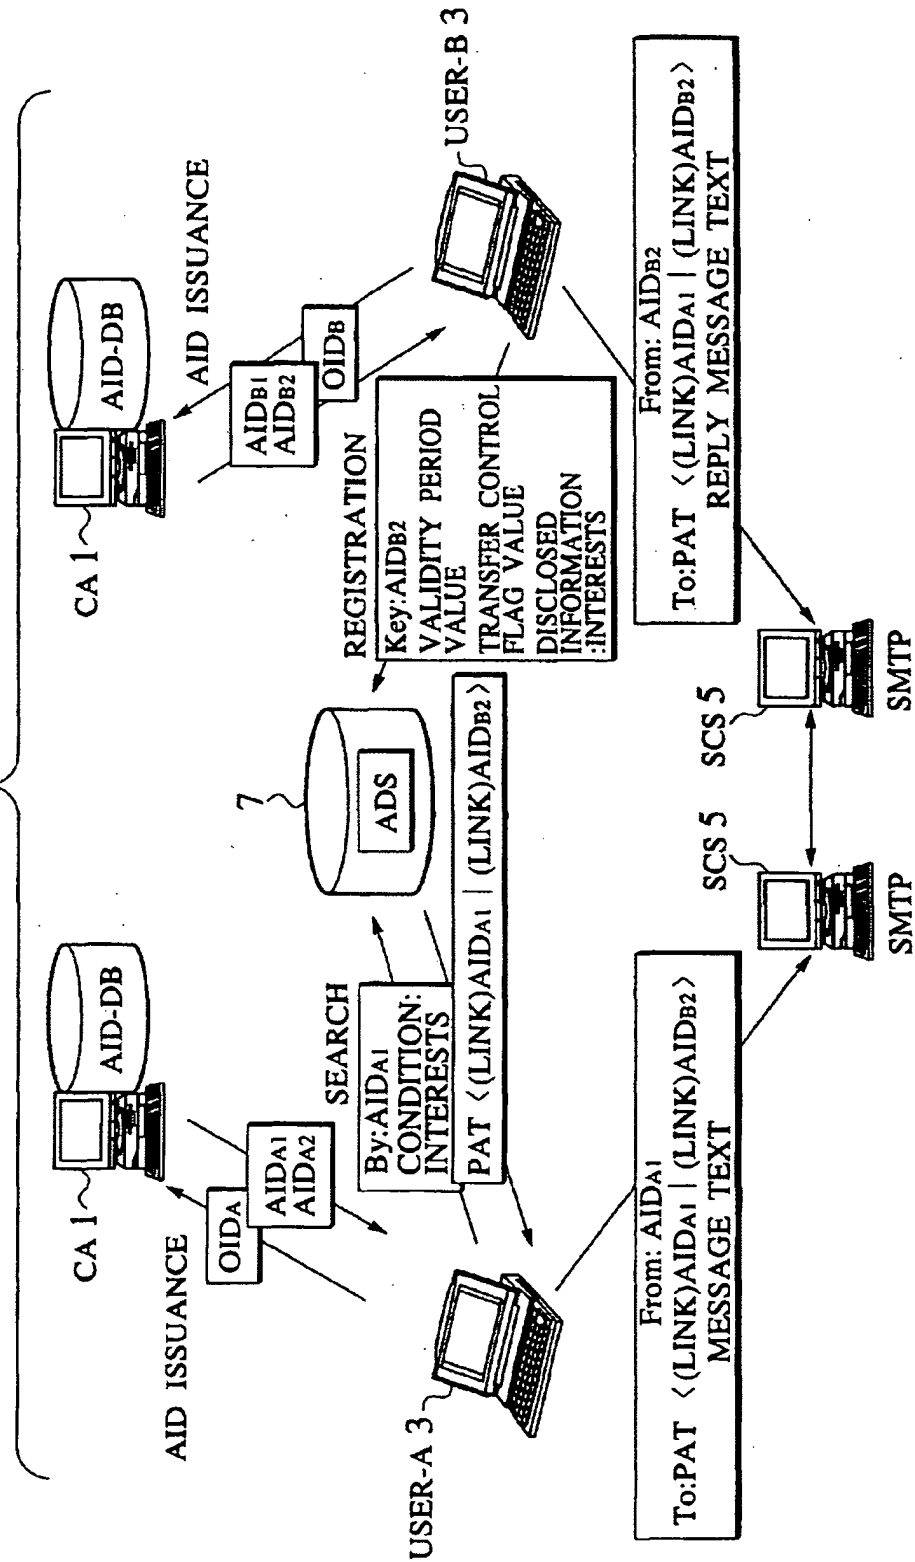 CA 1
AID-DB
AID ISSUANCE
OIDA
AIDA1
AIDA2
USER-A 3
SEARCH
By:AIDA1
CONDITION:
INTERESTS
PAT <(LINK)AIDA1 | (LINK)AIDB2>
7
ADS
CA 1
AID-DB
AID ISSUANCE
AIDB1
AIDB2
OIDB
USER-B 3
REGISTRATION
Key:AIDB2
VALIDITY PERIOD
VALUE
TRANSFER CONTROL
FLAG VALUE
DISCLOSED
INFORMATION
:INTERESTS
From: AIDA1
To:PAT <(LINK)AIDA1 | (LINK)AIDB2>
MESSAGE TEXT
SCS 5
SMTP
SCS 5
SMTP
From: AIDB2
To:PAT <(LINK)AIDA1 | (LINK)AIDB2>
REPLY MESSAGE TEXT